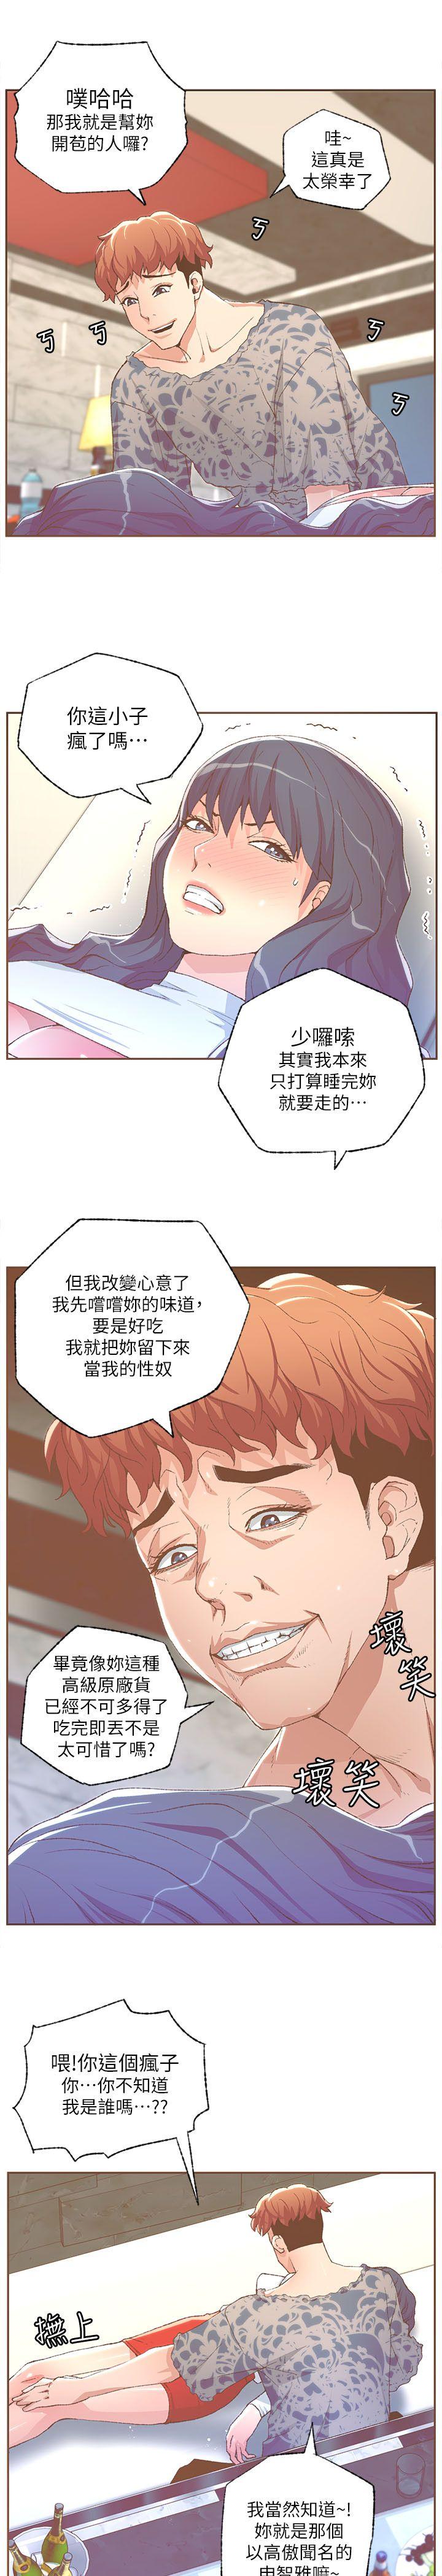 噗哈哈
那我就是幫妳
開苞的人囉?
哇~
這真是
太榮幸了
ㄎ
ㄎ
ㄎ
ㄎ
ㄎ
你這小子
瘋了嗎…
少囉嗦
其實我本來
只打算睡完妳
就要走的…
但我改變心意了
我先嚐嚐妳的味道,
要是好吃
我就把妳留下來
當我的性奴
壞笑
畢竟像妳這種
高級原廠貨
已經不可多得了
吃完即丟不是
太可惜了嗎?
壞笑
喂!你這個瘋子
你…你不知道
我是誰嗎…??
撫上
我當然知道~!
妳就是那個
以高傲聞名的
申智雅嘛~